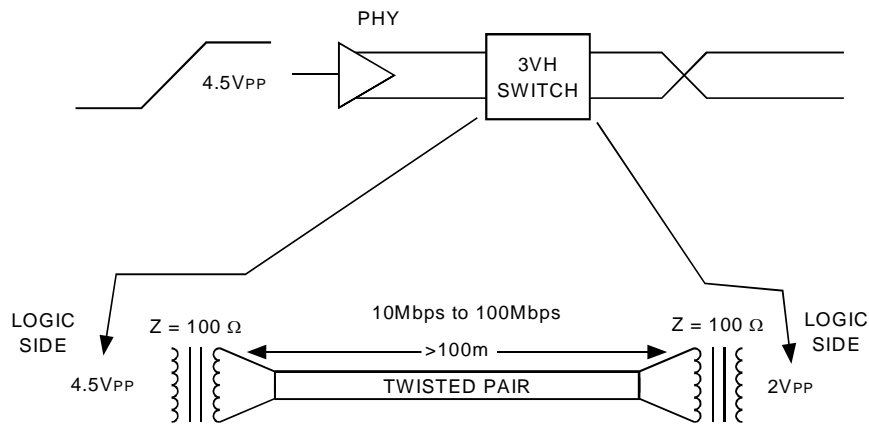 PHY
4.5VPP
3VH
SWITCH
10Mbps to 100Mbps
LOGIC
SIDE
Z = 100 Ω
Z = 100 Ω
LOGIC
SIDE
>100m
4.5VPP
TWISTED PAIR
2VPP